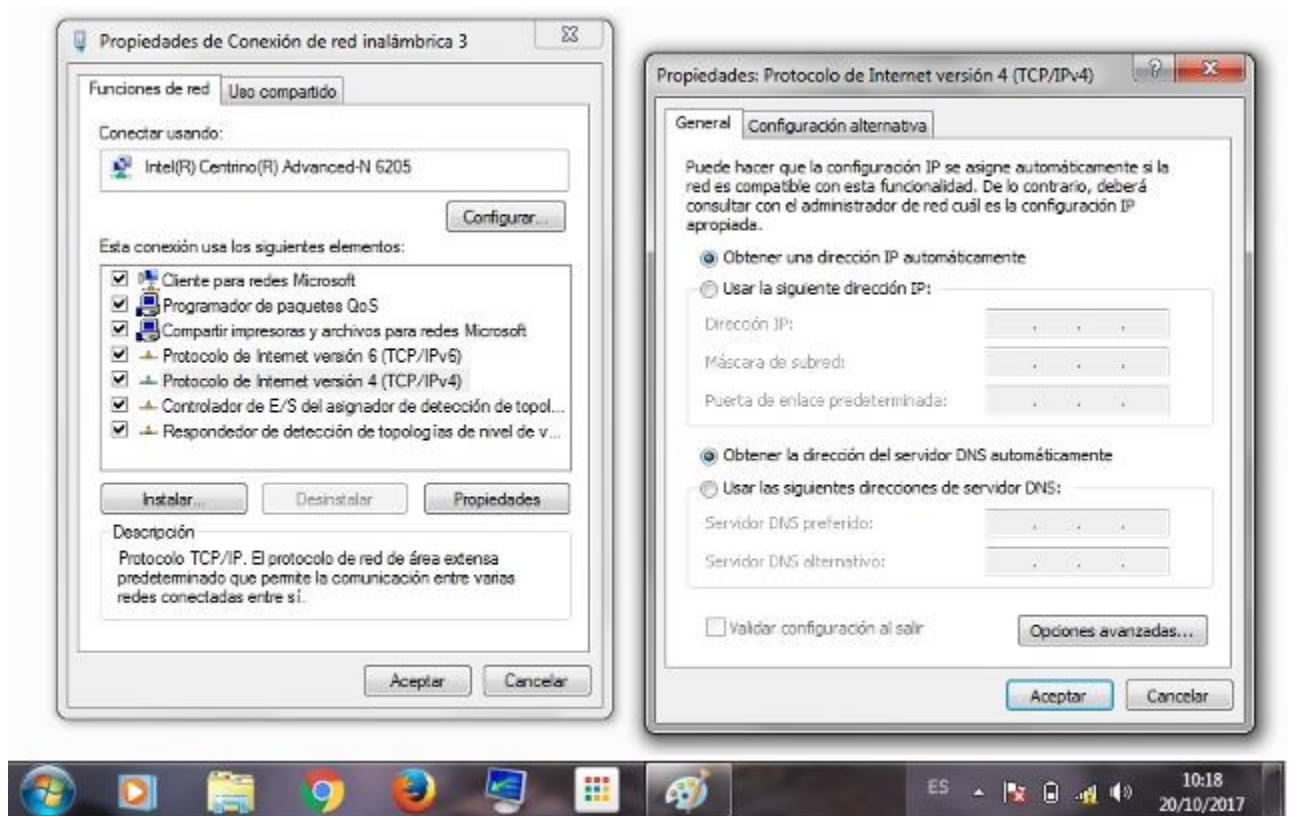 Propiedades de Conexión de red inalámbrica 3
Funciones de red
Uso compartido
Conectar usando:
Intel(R) Centrino(R) Advanced-N 6205
Configurar...
Esta conexión usa los siguientes elementos:
Cliente para redes Microsoft
Programador de paquetes QoS
Compartir impresoras y archivos para redes Microsoft
Protocolo de Internet versión 6 (TCP/IPv6)
Protocolo de Internet versión 4 (TCP/IPv4)
Controlador de E/S del asignador de detección de topol...
Respondedor de detección de topologías de nivel de v...
Instalar...
Desinstalar
Propiedades
Descripción
Protocolo TCP/IP. El protocolo de red de área extensa
predeterminado que permite la comunicación entre varias
redes conectadas entre sí.
Aceptar
Cancelar
Propiedades: Protocolo de Internet versión 4 (TCP/IPv4)
General
Configuración alternativa
Puede hacer que la configuración IP se asigne automáticamente si la
red es compatible con esta funcionalidad. De lo contrario, deberá
consultar con el administrador de red cuál es la configuración IP
apropiada.
Obtener una dirección IP automáticamente
Usar la siguiente dirección IP:
Dirección IP:
Máscara de subred:
Puerta de enlace predeterminada:
Obtener la dirección del servidor DNS automáticamente
Usar las siguientes direcciones de servidor DNS:
Servidor DNS preferido:
Servidor DNS alternativo:
Validar configuración al salir
Opciones avanzadas...
Aceptar
Cancelar
ES
10:18
20/10/2017